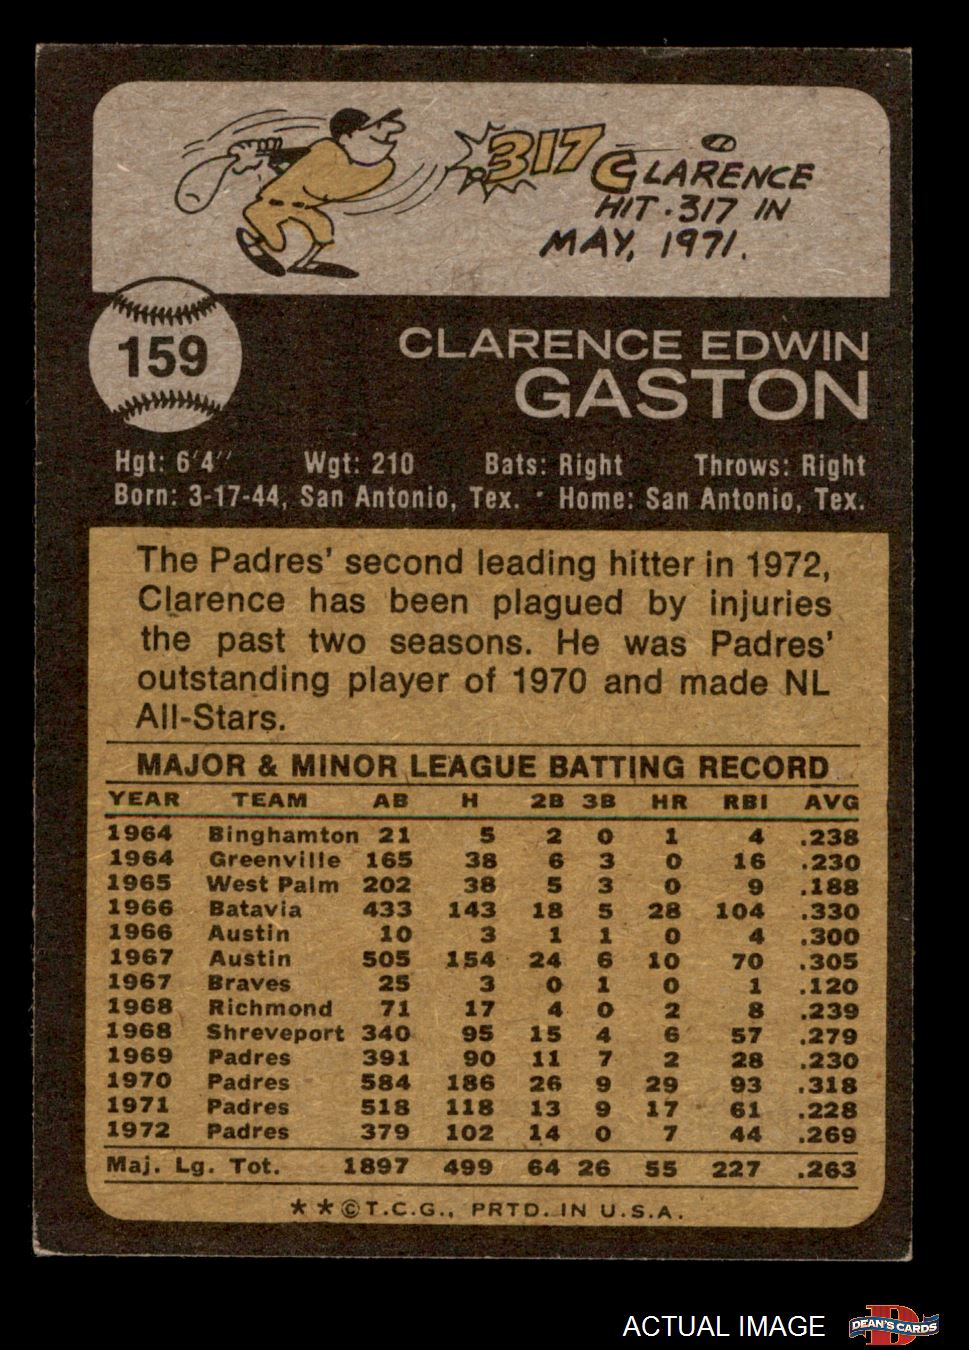 .317
CLARENCE
HIT .317 IN
MAY, 1971.
159
CLARENCE EDWIN
GASTON
Hgt: 6'4" Wgt: 210 Bats: Right Throws: Right
Born: 3-17-44, San Antonio, Tex. · Home: San Antonio, Tex.
The Padres' second leading hitter in 1972,
Clarence has been plagued by injuries
the past two seasons. He was Padres'
outstanding player of 1970 and made NL
All-Stars.
MAJOR & MINOR LEAGUE BATTING RECORD
YEAR TEAM AB H 2B 3B HR RBI AVG
1964 Binghamton 21 5 2 0 1 4 .238
1964 Greenville 165 38 6 3 0 16 .230
1965 West Palm 202 38 5 3 0 9 .188
1966 Batavia 433 143 18 5 28 104 .330
1966 Austin 10 3 1 1 0 4 .300
1967 Austin 505 154 24 6 10 70 .305
1967 Braves 25 3 0 1 0 1 .120
1968 Richmond 71 17 4 0 2 8 .239
1968 Shreveport 340 95 15 4 6 57 .279
1969 Padres 391 90 11 7 2 28 .230
1970 Padres 584 186 26 9 29 93 .318
1971 Padres 518 118 13 9 17 61 .228
1972 Padres 379 102 14 0 7 44 .269
Maj. Lg. Tot. 1897 499 64 26 55 227 .263
**©T.C.G., PRTD. IN U.S.A.
ACTUAL IMAGE
D
DEAN'S CARDS